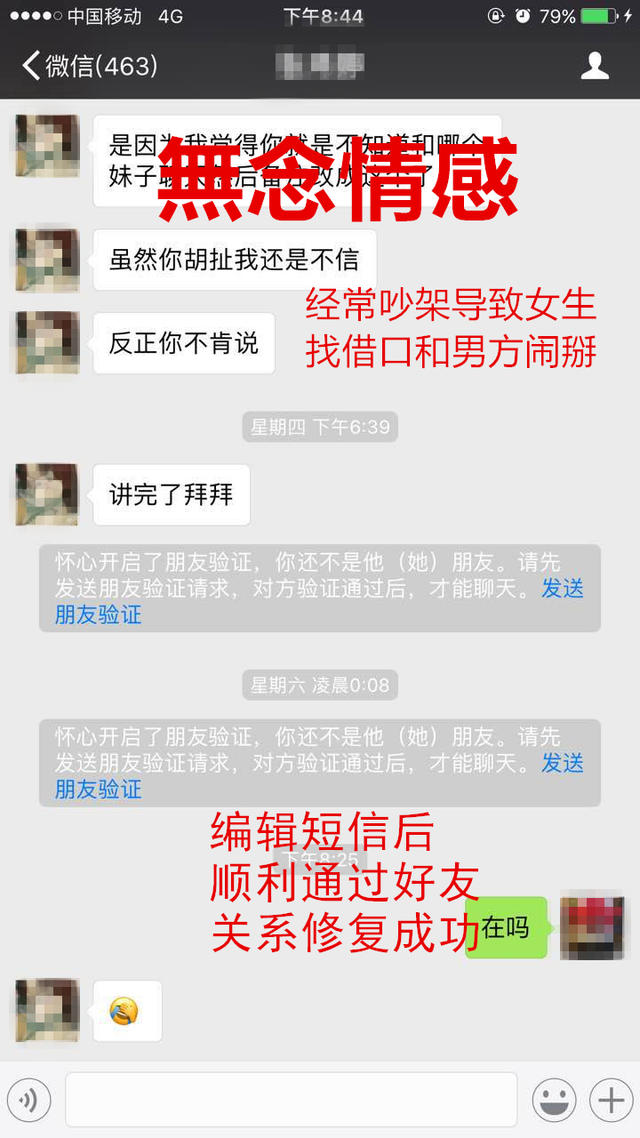 中国移动 4G 下午8:44 79%
微信(463)
是因为我觉得你就是不知道和哪个
妹子聊天然后备注改成这个了
無念情感
虽然你胡扯我还是不信
经常吵架导致女生
找借口和男方闹掰
反正你不肯说
星期四 下午6:39
讲完了拜拜
怀心开启了朋友验证，你还不是他（她）朋友。请先
发送朋友验证请求，对方验证通过后，才能聊天。发送
朋友验证
星期六 凌晨0:08
怀心开启了朋友验证，你还不是他（她）朋友。请先
发送朋友验证请求，对方验证通过后，才能聊天。发送
朋友验证
编辑短信后
下午8:25
顺利通过好友
关系修复成功
在吗